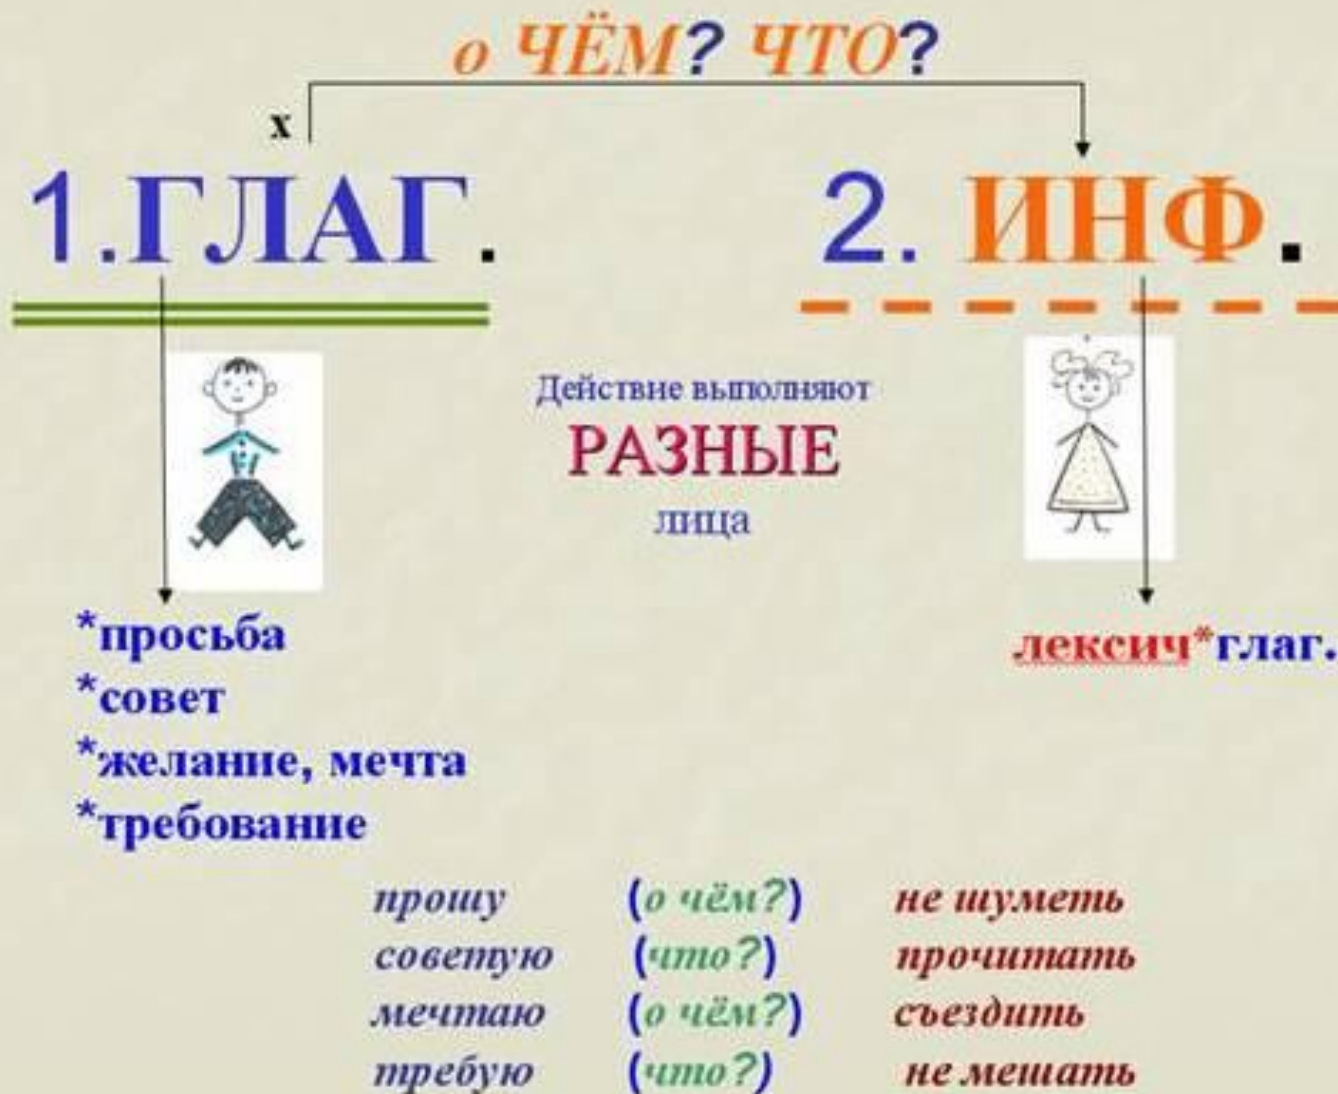 о ЧЁМ? ЧТО?
х
1.ГЛАГ. 2. ИНФ.
Действие выполняют
РАЗНЫЕ
лица
*просьба
*совет
*желание, мечта
*требование
лексич*глаг.
прошу (о чём?) не шуметь
советую (что?) прочитать
мечтаю (о чём?) съездить
требую (что?) не мешать